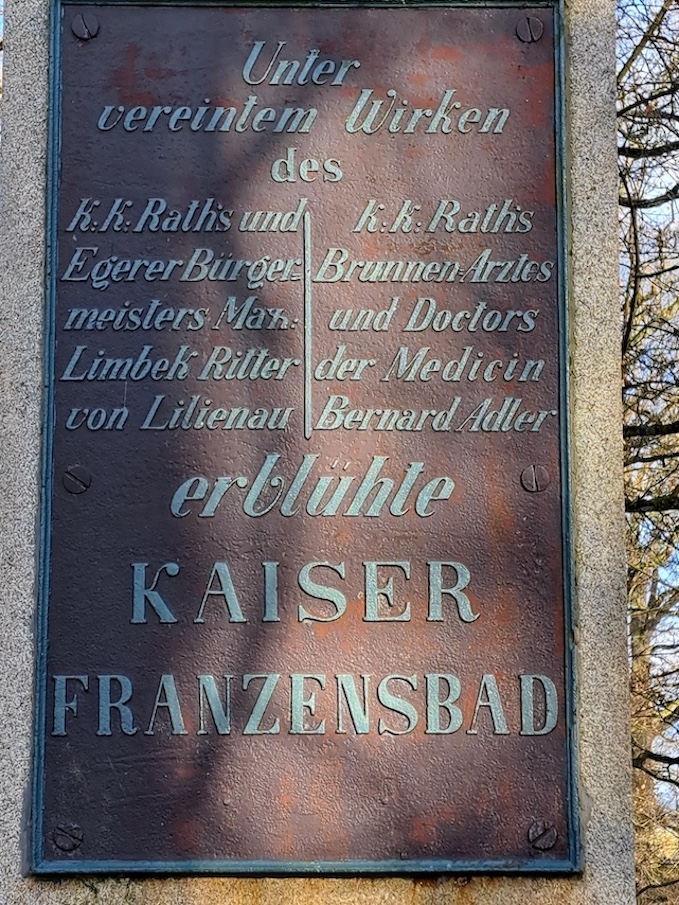 Unter
vereintem Wirken
des
K.K. Raths und
Egerer Bürger-
meisters Max:
Limbek Ritter
von Lilienau
K.K. Raths
Brunnen-Arztes
und Doctors
der Medicin
Bernard Adler
erblühte
KAISER
FRANZENSBAD